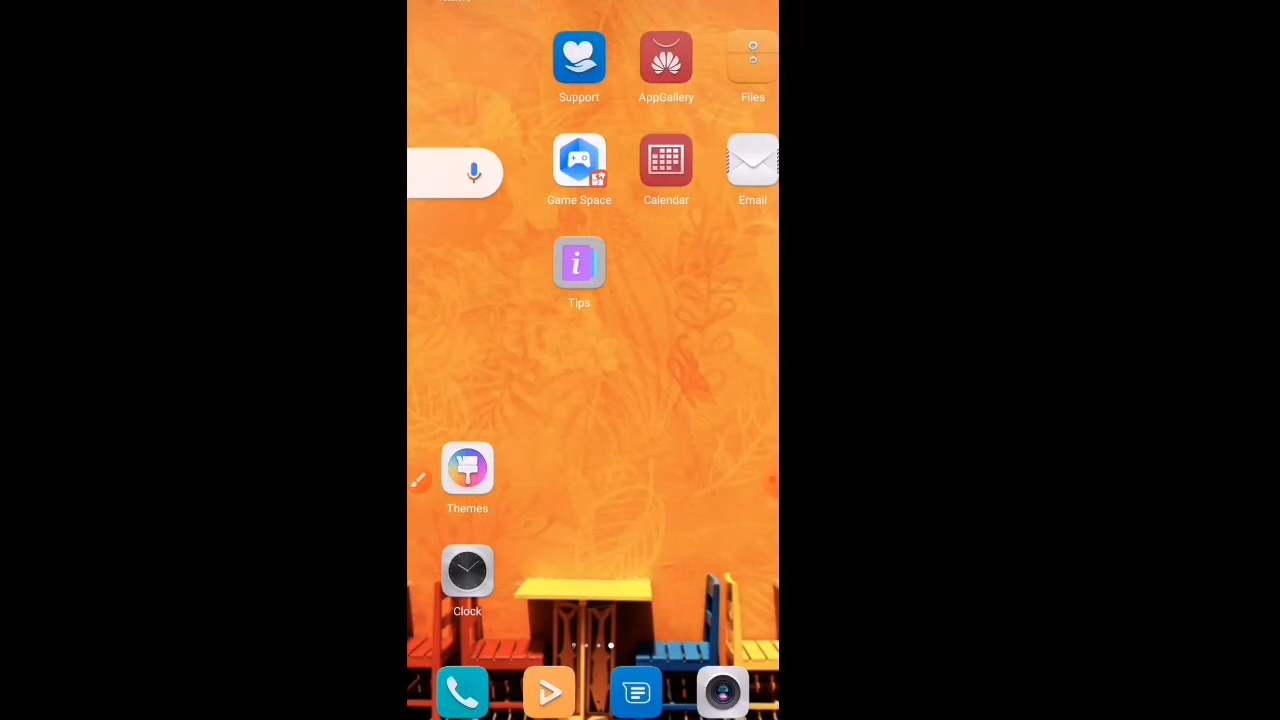 Support
AppGallery
Files
Game Space
Calendar
Email
i
Tips
Themes
Clock